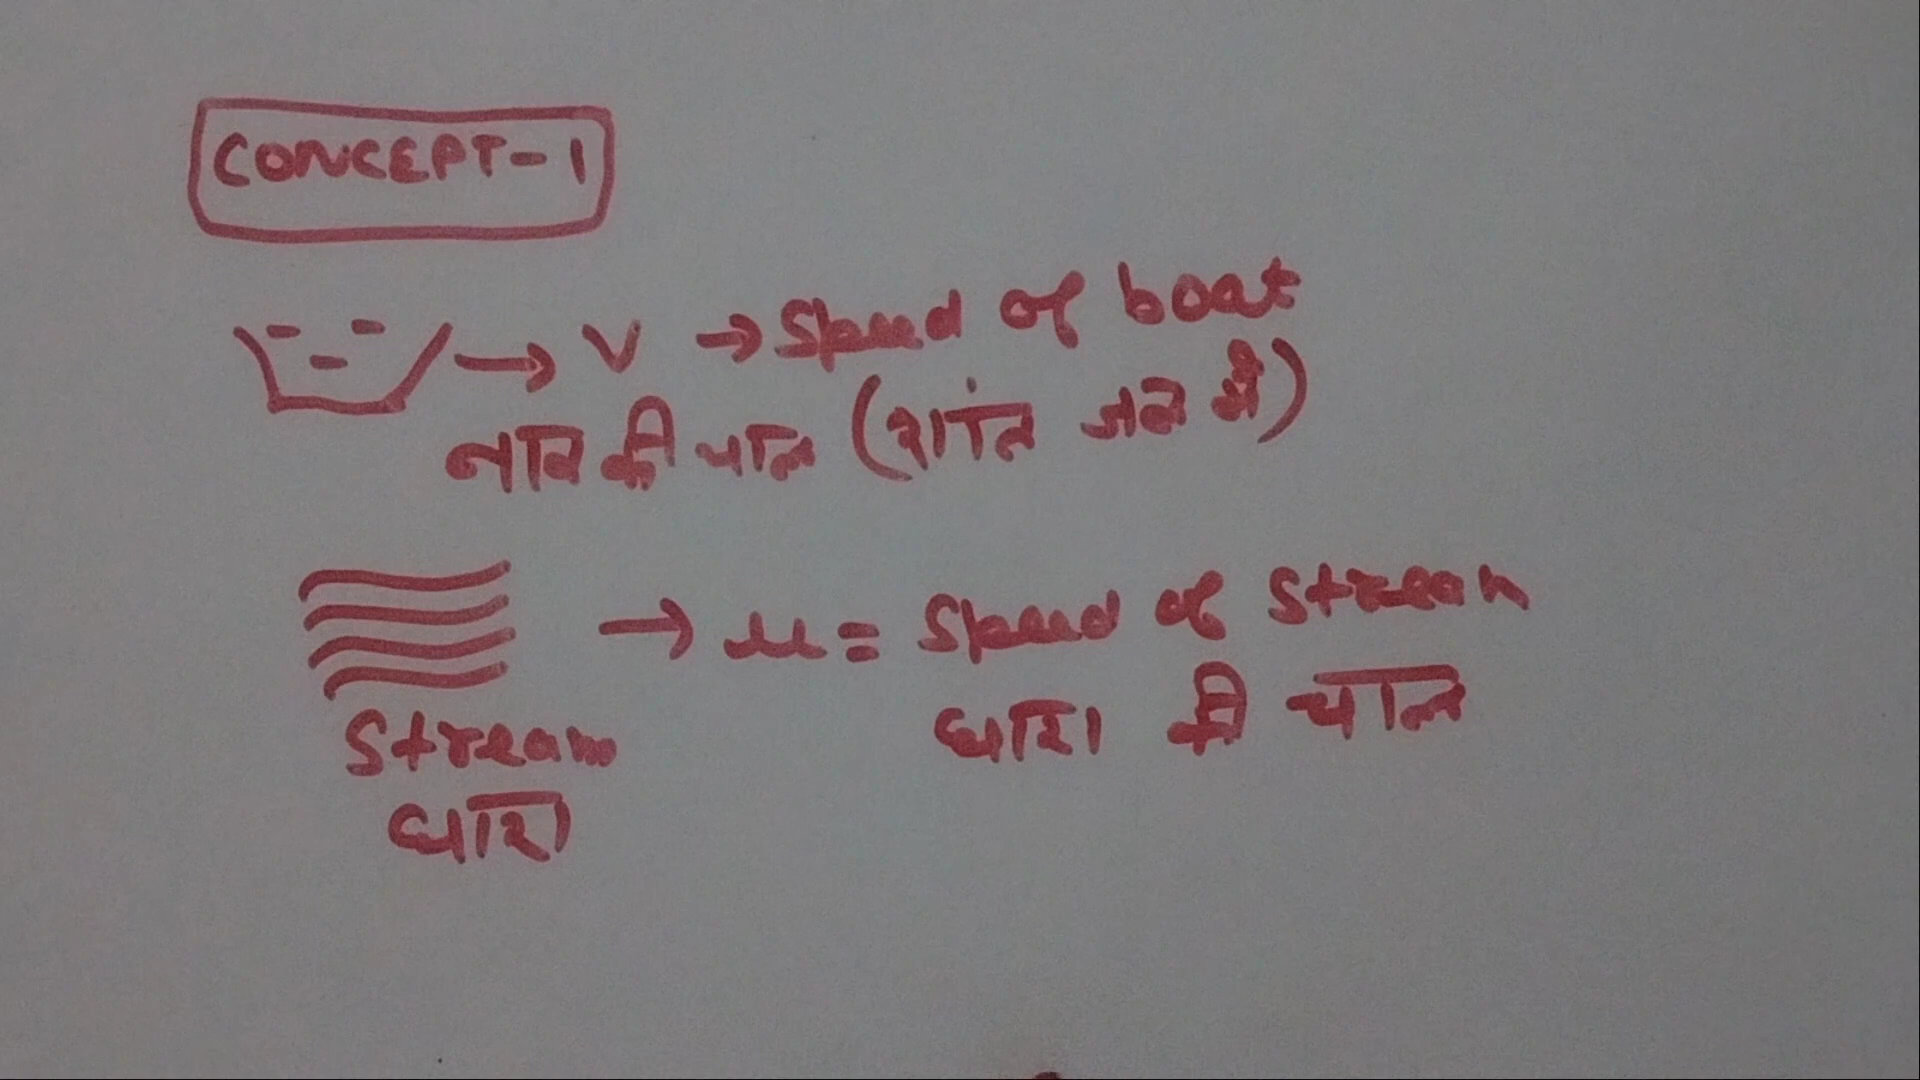 CONCEPT-1
→ V → Speed of boat
नाव की चाल (शांत जल में)
→ u = Speed of stream
धारा की चाल
Stream
धारा